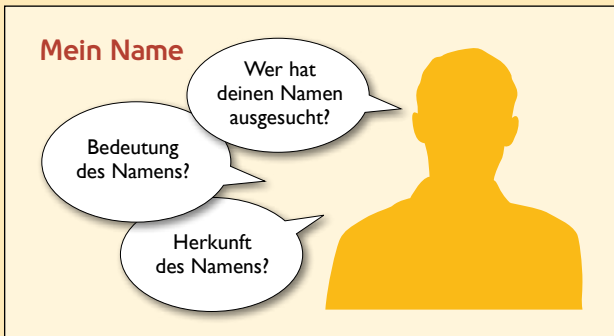 Mein Name
Wer hat
deinen Namen
ausgesucht?
Bedeutung
des Namens?
Herkunft
des Namens?